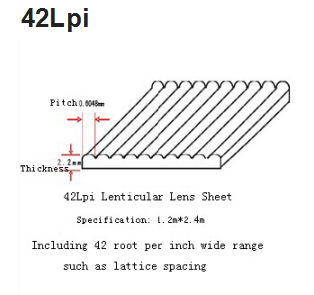 42Lpi
Pitch 0.6048mm
2.2mm
Thickness
42Lpi Lenticular Lens Sheet
Specification: 1.2m*2.4m
Including 42 root per inch wide range
such as lattice spacing